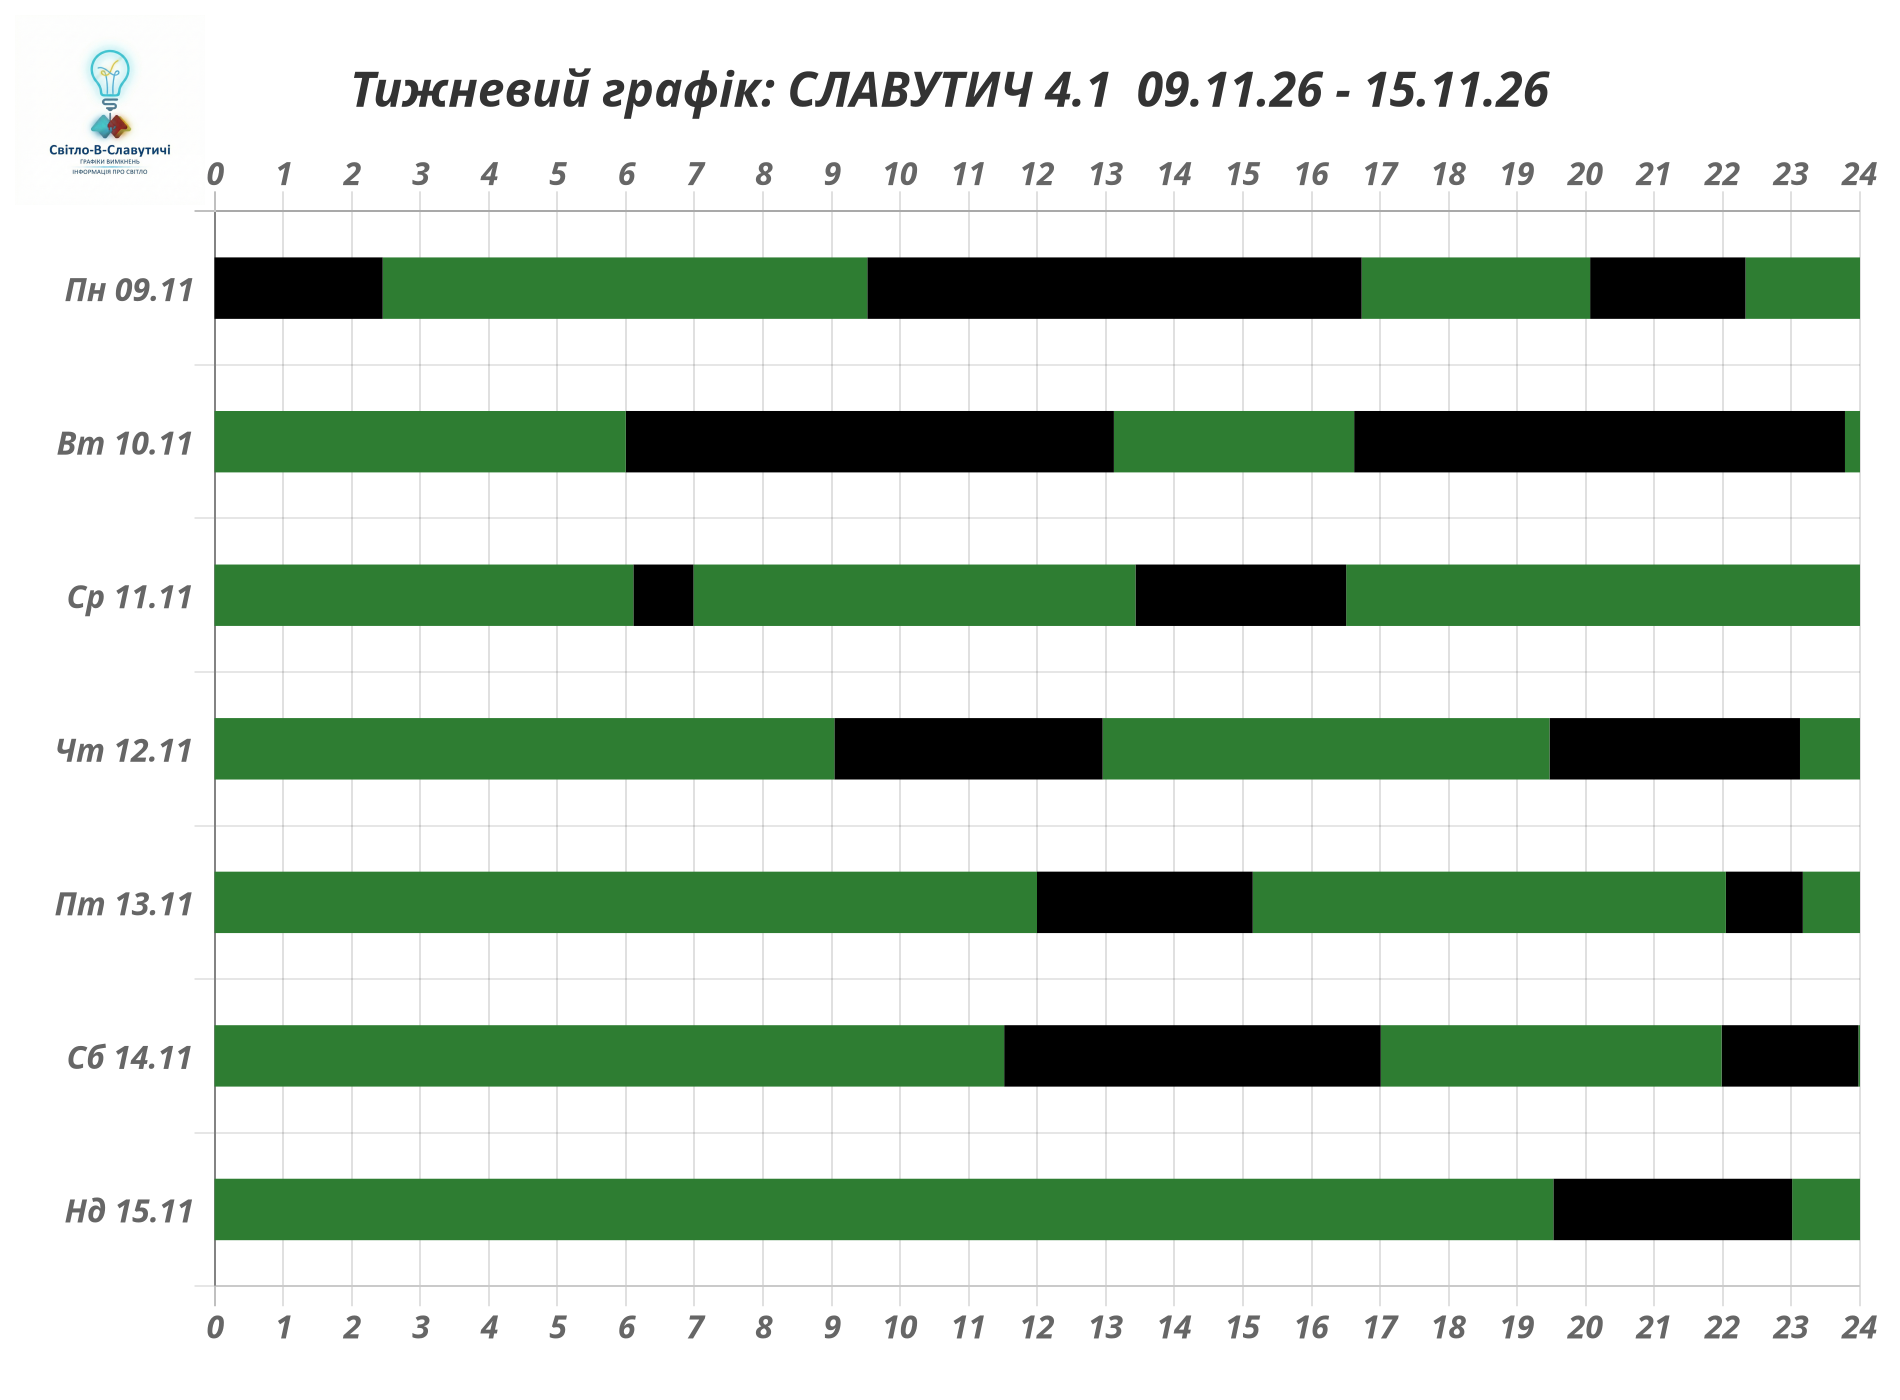 Світло-В-Славутичі
ГРАФІКИ ВИМКНЕНЬ
ІНФОРМАЦІЯ ПРО СВІТЛО
Тижневий графік: СЛАВУТИЧ 4.1 09.11.26 - 15.11.26
0 1 2 3 4 5 6 7 8 9 10 11 12 13 14 15 16 17 18 19 20 21 22 23 24
Пн 09.11
Вт 10.11
Ср 11.11
Чт 12.11
Пт 13.11
Сб 14.11
Нд 15.11
0 1 2 3 4 5 6 7 8 9 10 11 12 13 14 15 16 17 18 19 20 21 22 23 24